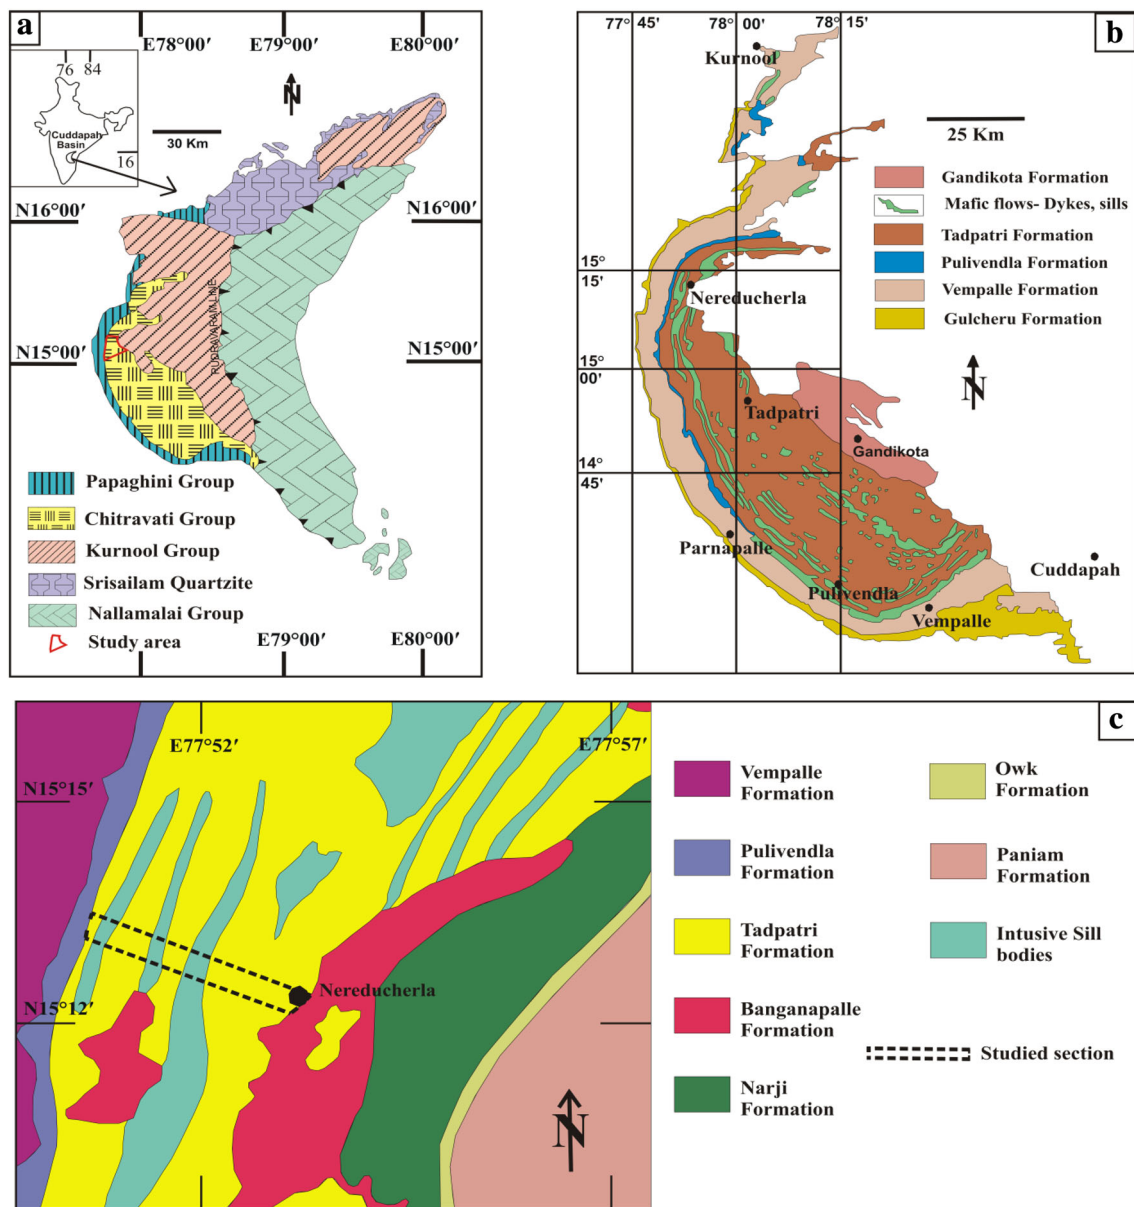 a
E78°00′
E79°00′
E80°00′
76 84
Cuddapah
Basin
16
30 Km
N
N16°00′
N16°00′
RUDRAVARAM LINE
N15°00′
N15°00′
Papaghini Group
Chitravati Group
Kurnool Group
Srisailam Quartzite
Nallamalai Group
Study area
E79°00′
E80°00′
b
77° 45′
78° 00′
78° 15′
Kurnool
25 Km
Gandikota Formation
Mafic flows- Dykes, sills
Tadpatri Formation
Pulivendla Formation
Vempalle Formation
Gulcheru Formation
15°
15′
Nereducherla
15°
00′
N
Tadpatri
Gandikota
14°
45′
Parnapalle
Cuddapah
Pulivendla
Vempalle
c
E77°52′
E77°57′
N15°15′
N15°12′
Nereducherla
N
Vempalle
Formation
Pulivendla
Formation
Tadpatri
Formation
Banganapalle
Formation
Narji
Formation
Owk
Formation
Paniam
Formation
Intrusive Sill
bodies
Studied section